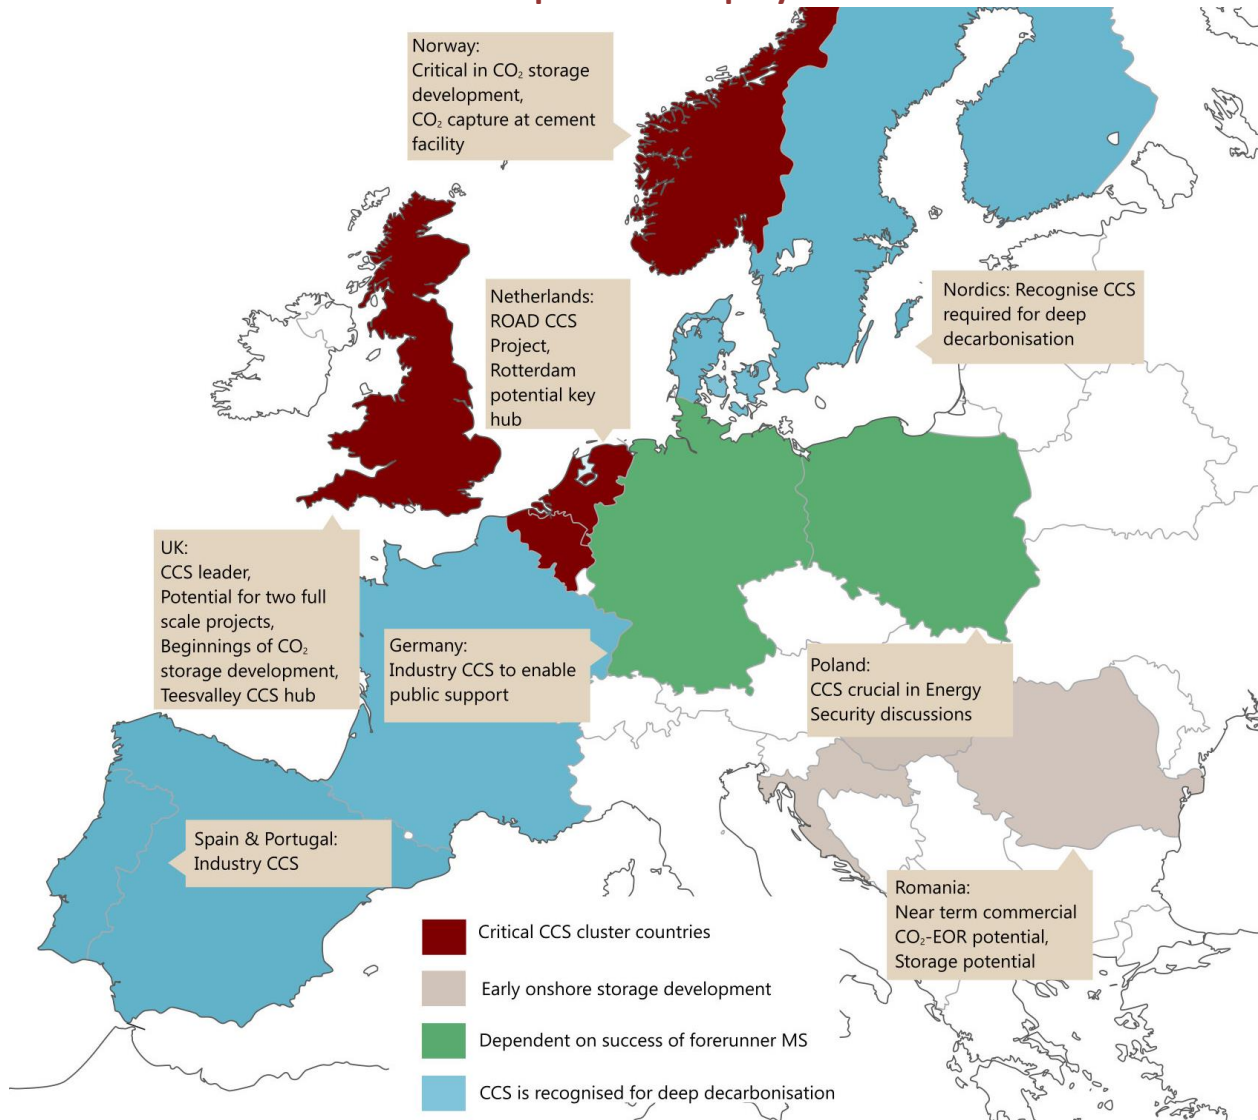 Norway:
Critical in CO₂ storage
development,
CO₂ capture at cement
facility
Netherlands:
ROAD CCS
Project,
Rotterdam
potential key
hub
Nordics: Recognise CCS
required for deep
decarbonisation
UK:
CCS leader,
Potential for two full
scale projects,
Beginnings of CO₂
storage development,
Teesvalley CCS hub
Germany:
Industry CCS to enable
public support
Poland:
CCS crucial in Energy
Security discussions
Spain & Portugal:
Industry CCS
Romania:
Near term commercial
CO₂-EOR potential,
Storage potential
Critical CCS cluster countries
Early onshore storage development
Dependent on success of forerunner MS
CCS is recognised for deep decarbonisation